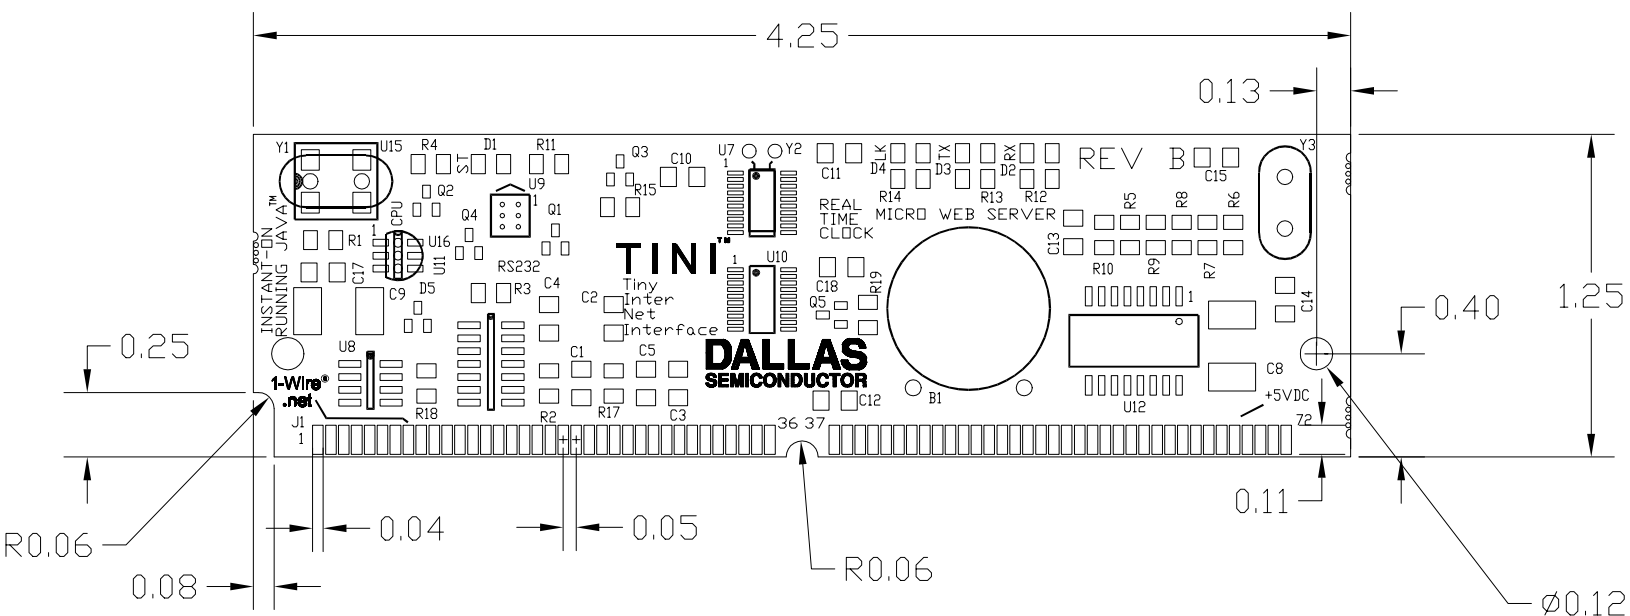 4.25
0.13
Y1
U15
R4
ST
D1
R11
Q3
C10
U7
Y2
C11
CLK
D4
TX
D3
RX
D2
REV B
C15
Y3
Q2
U9
1
R15
R14
R13
R12
REAL
TIME
CLOCK
MICRO WEB SERVER
R5
R8
R6
INSTANT-ON
RUNNING JAVA™
CPU
1
R1
U16
U11
Q4
Q1
TINI™
1
U10
C13
R10
R9
R7
C17
C9
D5
RS232
R3
C4
C2
Tiny
Inter
Net
Interface
C18
R19
Q5
1
C14
0.40
1.25
0.25
U8
C1
C5
DALLAS
SEMICONDUCTOR
C8
1-Wire®
.net
R18
R2
R17
C3
C12
B1
U12
+5VDC
J1
1
36 37
72
0.11
0.04
0.05
R0.06
R0.06
0.08
Ø0.12